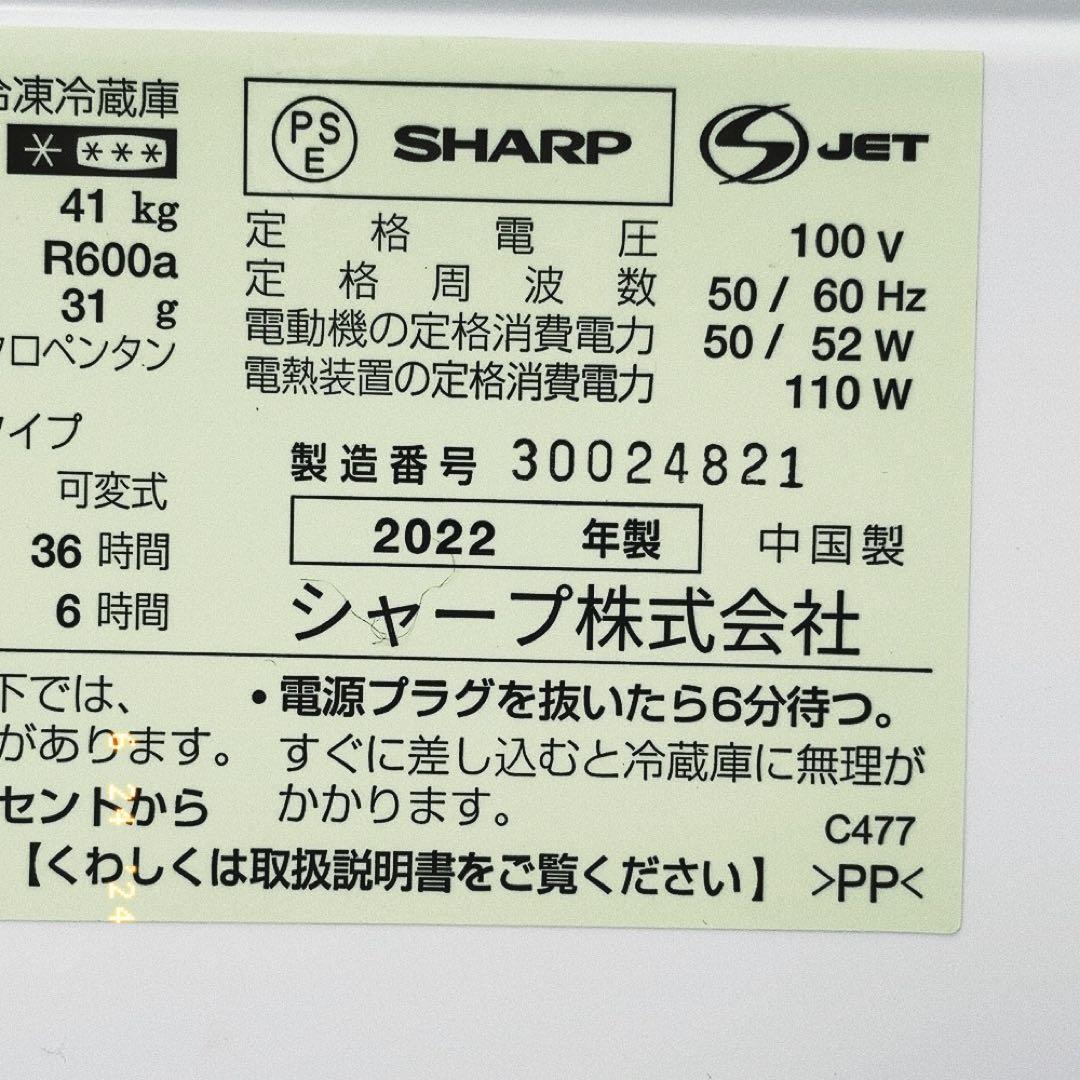 冷凍冷蔵庫
41 kg
R600a
31 g
クロペンタン
タイプ
可変式
36 時間
6 時間
下では、
があります。
セントから
PS
E
SHARP
S JET
定格電圧 100 V
定格周波数 50 / 60 Hz
電動機の定格消費電力 50 / 52 W
電熱装置の定格消費電力 110 W
製造番号 30024821
2022 年製 中国製
シャープ株式会社
・電源プラグを抜いたら6分待つ。
すぐに差し込むと冷蔵庫に無理が
かかります。
C477
【くわしくは取扱説明書をご覧ください】 >PP<
6 24 '24